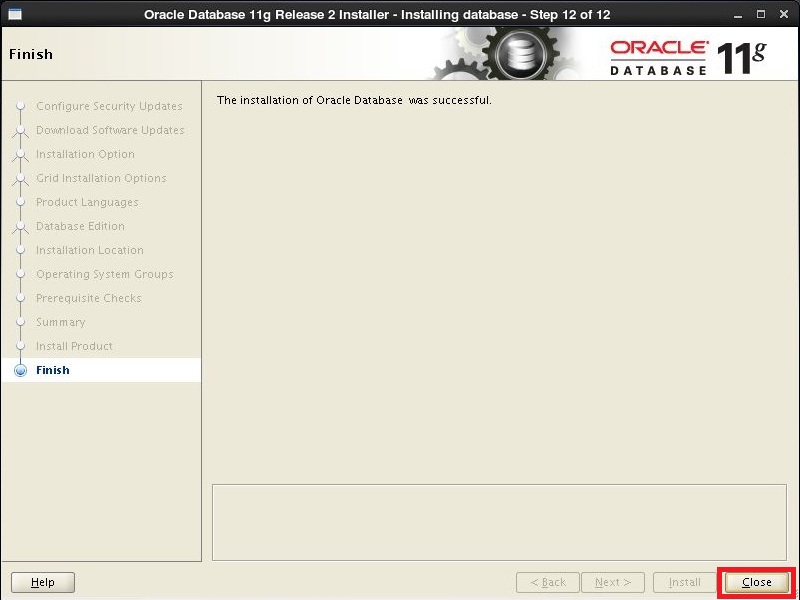 Oracle Database 11g Release 2 Installer - Installing database - Step 12 of 12
Finish
ORACLE
DATABASE
11g
Configure Security Updates
Download Software Updates
Installation Option
Grid Installation Options
Product Languages
Database Edition
Installation Location
Operating System Groups
Prerequisite Checks
Summary
Install Product
Finish
The installation of Oracle Database was successful.
Help
< Back
Next >
Install
Close